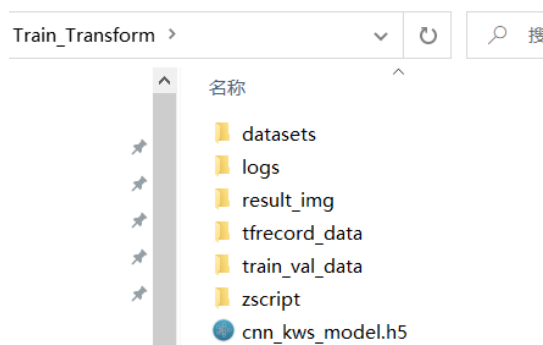 Train_Transform
名称
datasets
logs
result_img
tfrecord_data
train_val_data
zscript
cnn_kws_model.h5